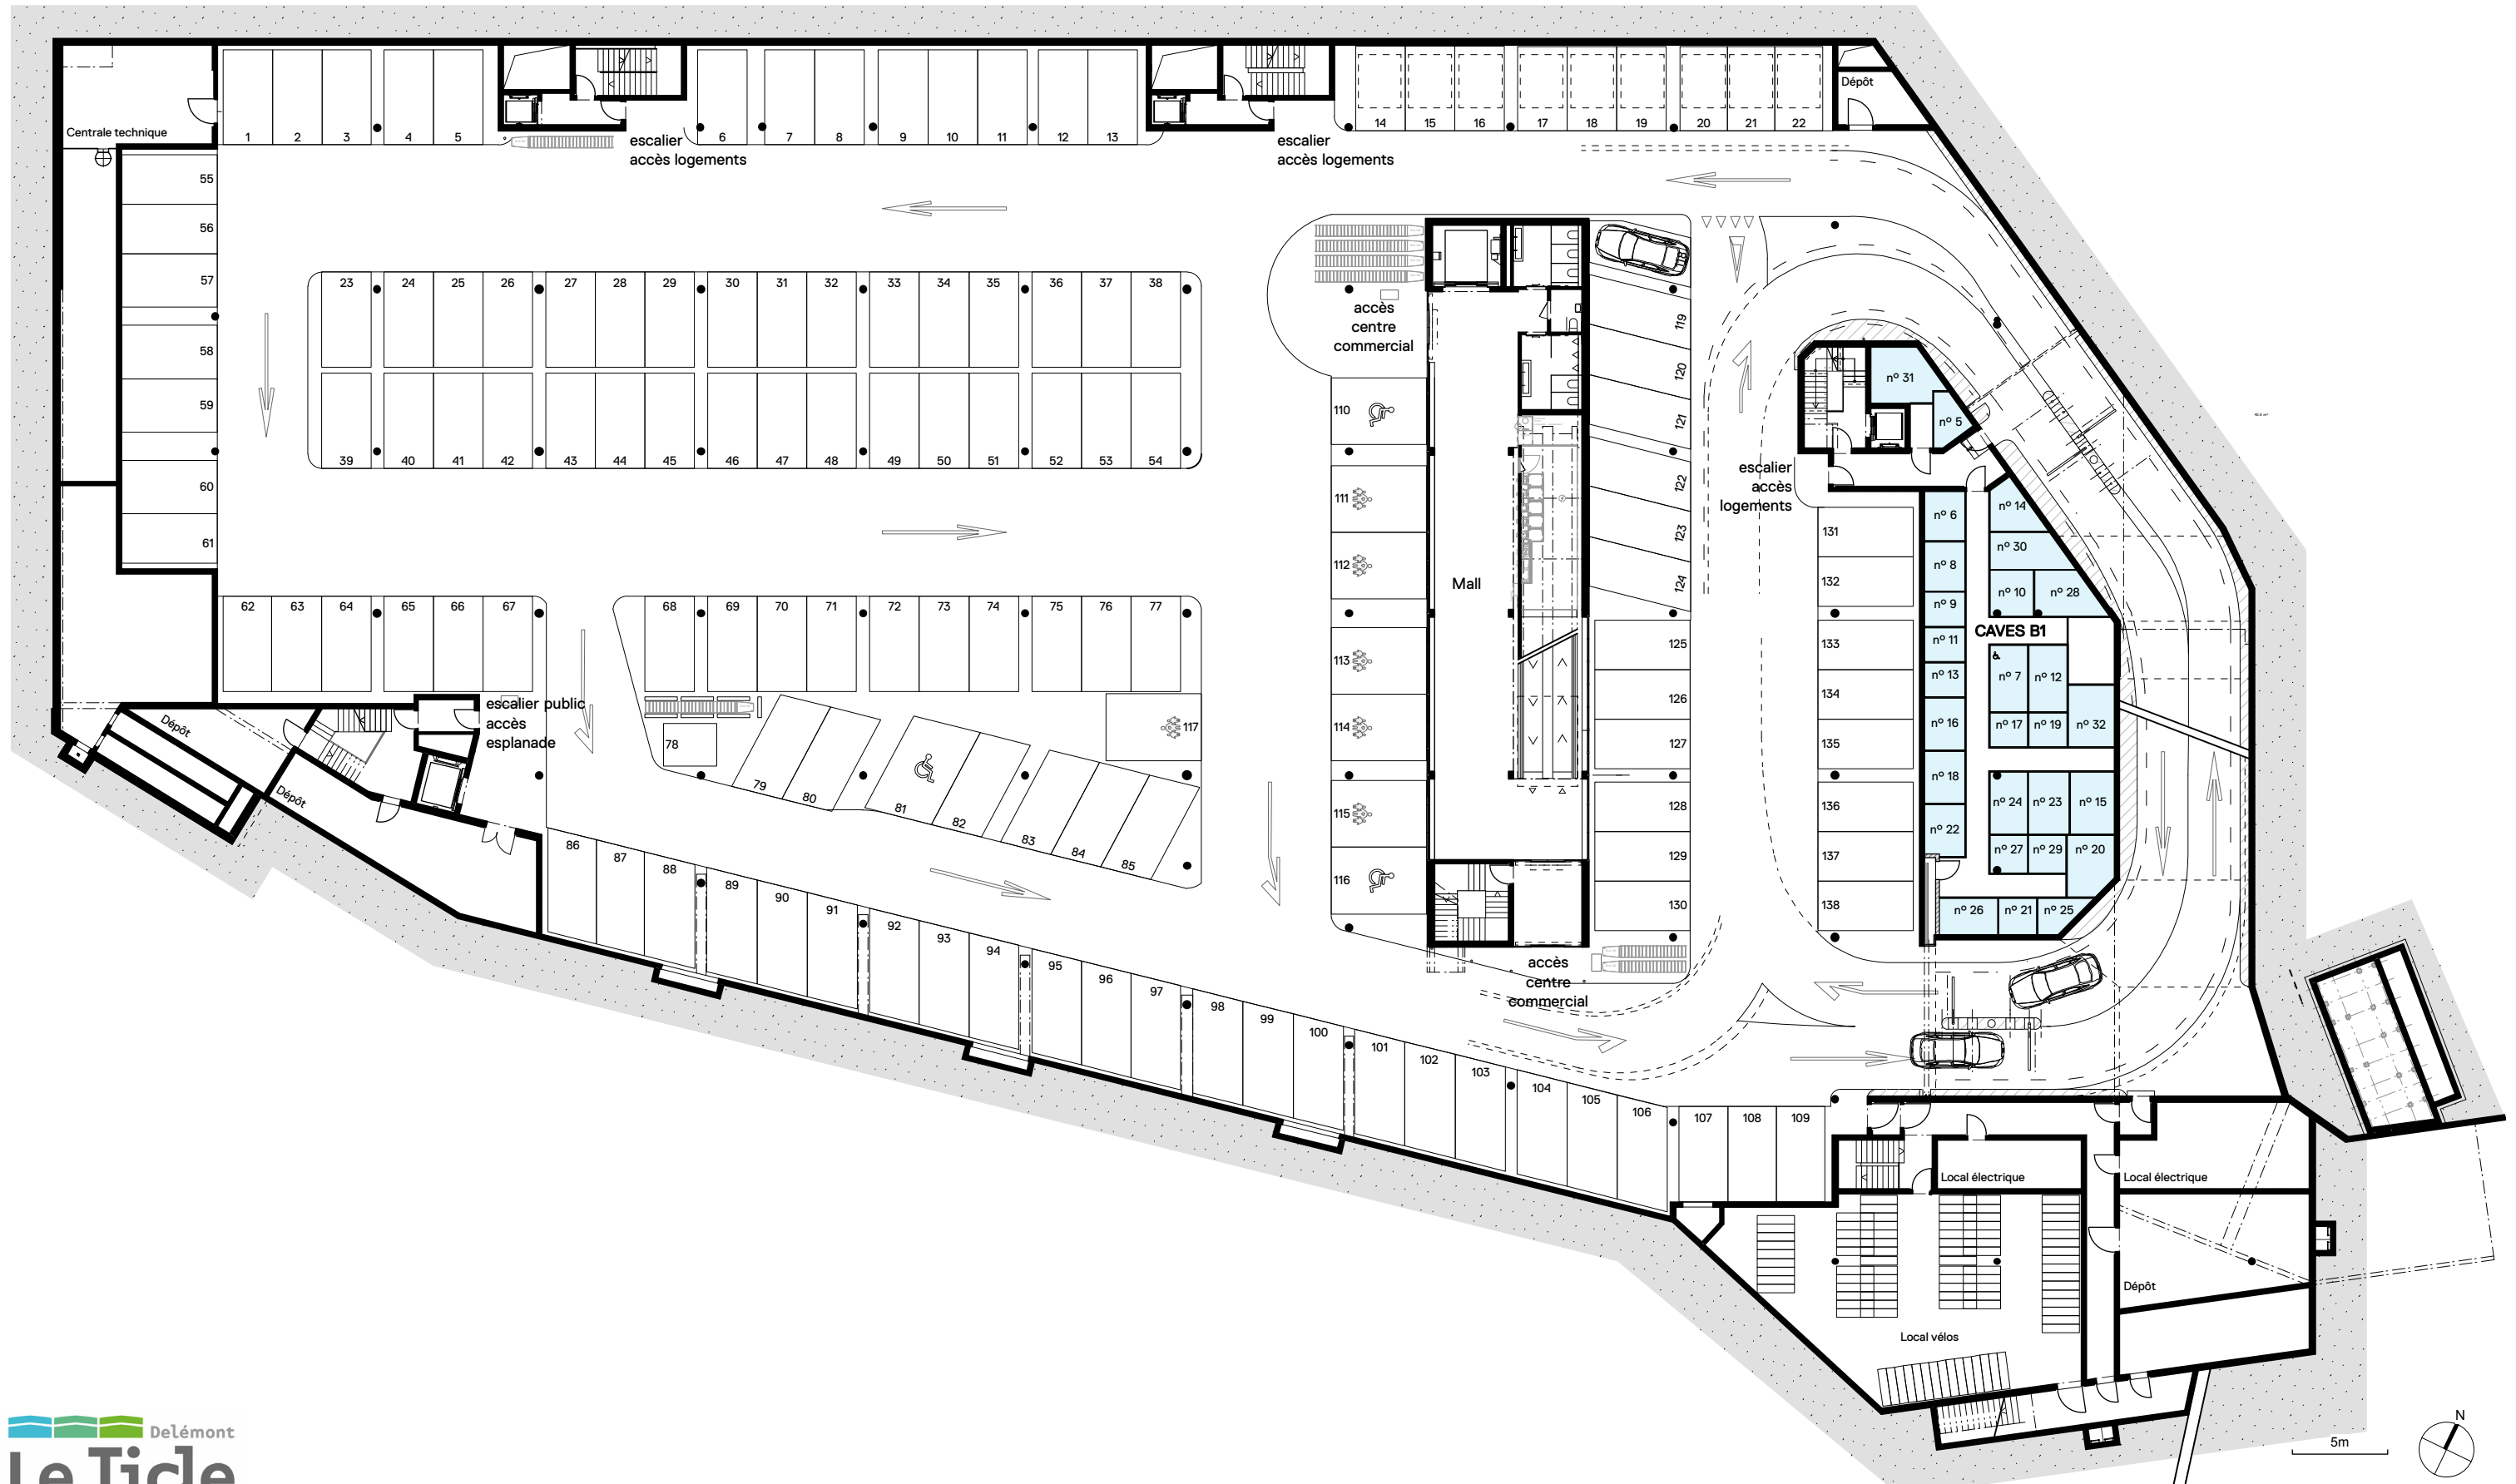 Centrale technique
1 2 3 4 5
6 7 8 9 10 11 12 13
14 15 16 17 18 19 20 21 22
Dépôt
escalier
accès logements
escalier
accès logements
55
56
57
58
59
60
61
23 24 25 26 27 28 29 30 31 32 33 34 35 36 37 38
39 40 41 42 43 44 45 46 47 48 49 50 51 52 53 54
accès
centre
commercial
110
111
112
113
114
115
116
Mall
119
120
121
122
123
124
125
126
127
128
129
130
escalier
accès
logements
131
132
133
134
135
136
137
138
nº 31
nº 5
nº 6
nº 14
nº 30
nº 8
nº 10
nº 28
nº 9
CAVES B1
nº 11
nº 13
nº 7
nº 12
nº 16
nº 17
nº 19
nº 32
nº 18
nº 24
nº 23
nº 15
nº 22
nº 27
nº 29
nº 20
nº 26
nº 21
nº 25
62 63 64 65 66 67
68 69 70 71 72 73 74 75 76 77
escalier public
accès
esplanade
Dépôt
Dépôt
78
117
79 80 81 82 83 84 85
86 87 88 89 90 91 92 93 94 95 96 97 98 99 100 101 102 103 104 105 106 107 108 109
accès
centre
commercial
Local électrique
Local électrique
Dépôt
Local vélos
Delémont
Le Ticle
5m
N